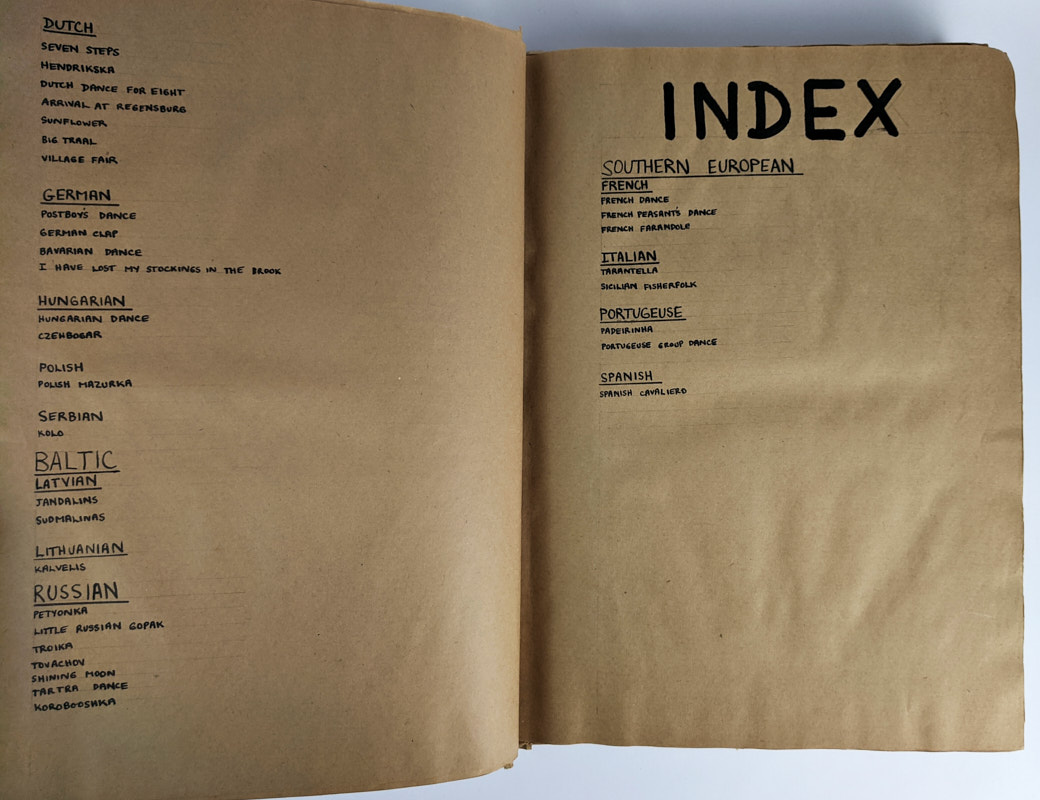 DUTCH
SEVEN STEPS
HENDRIKSKA
DUTCH DANCE FOR EIGHT
ARRIVAL AT REGENSBURG
SUNFLOWER
BIG TRAAL
VILLAGE FAIR
GERMAN
POSTBOY'S DANCE
GERMAN CLAP
BAVARIAN DANCE
I HAVE LOST MY STOCKINGS IN THE BROOK
HUNGARIAN
HUNGARIAN DANCE
CZEHBOGAR
POLISH
POLISH MAZURKA
SERBIAN
KOLO
BALTIC
LATVIAN
JANDALINS
SUDMALINAS
LITHUANIAN
KALVELIS
RUSSIAN
PETYONKA
LITTLE RUSSIAN GOPAK
TROIKA
TOVACHOV
SHINING MOON
TARTRA DANCE
KOROBOOSHKA
INDEX
SOUTHERN EUROPEAN
FRENCH
FRENCH DANCE
FRENCH PEASANT'S DANCE
FRENCH FARANDOLE
ITALIAN
TARANTELLA
SICILIAN FISHERFOLK
PORTUGEUSE
PADEIRINHA
PORTUGEUSE GROUP DANCE
SPANISH
SPANISH CAVALIERO